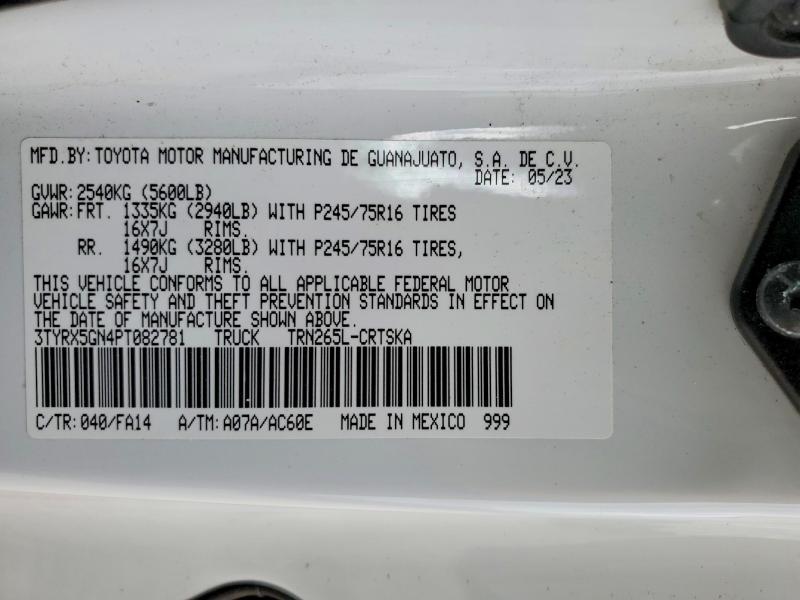 MFD.BY: TOYOTA MOTOR MANUFACTURING DE GUANAJUATO, S.A. DE C.V.
DATE: 05/23
GVWR: 2540KG (5600LB)
GAWR: FRT. 1335KG (2940LB) WITH P245/75R16 TIRES
16X7J RIMS.
RR. 1490KG (3280LB) WITH P245/75R16 TIRES,
16X7J RIMS.
THIS VEHICLE CONFORMS TO ALL APPLICABLE FEDERAL MOTOR
VEHICLE SAFETY AND THEFT PREVENTION STANDARDS IN EFFECT ON
THE DATE OF MANUFACTURE SHOWN ABOVE.
3TYRX5GN4PT082781 TRUCK TRN265L-CRTSKA
C/TR: 040/FA14 A/TM: A07A/AC60E MADE IN MEXICO 999